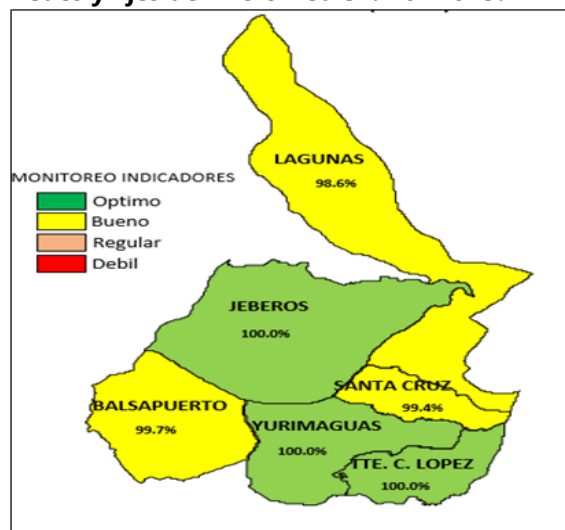 LAGUNAS
98.6%
MONITOREO INDICADORES
Optimo
Bueno
Regular
Debil
JEBEROS
100.0%
SANTA CRUZ
99.4%
BALSAPUERTO
99.7%
YURIMAGUAS
100.0%
TTE. C. LOPEZ
100.0%